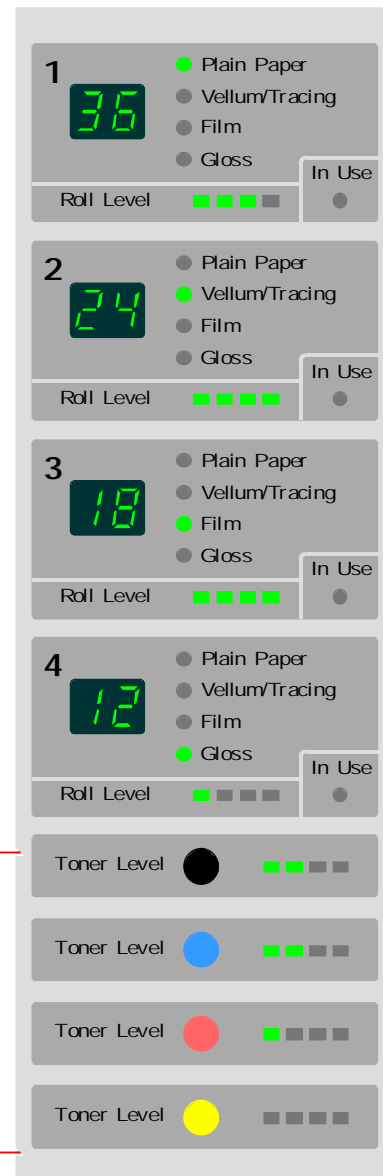 1
36
Plain Paper
Vellum/Tracing
Film
Gloss
In Use
Roll Level
2
24
Plain Paper
Vellum/Tracing
Film
Gloss
In Use
Roll Level
3
18
Plain Paper
Vellum/Tracing
Film
Gloss
In Use
Roll Level
4
12
Plain Paper
Vellum/Tracing
Film
Gloss
In Use
Roll Level
Toner Level
Toner Level
Toner Level
Toner Level